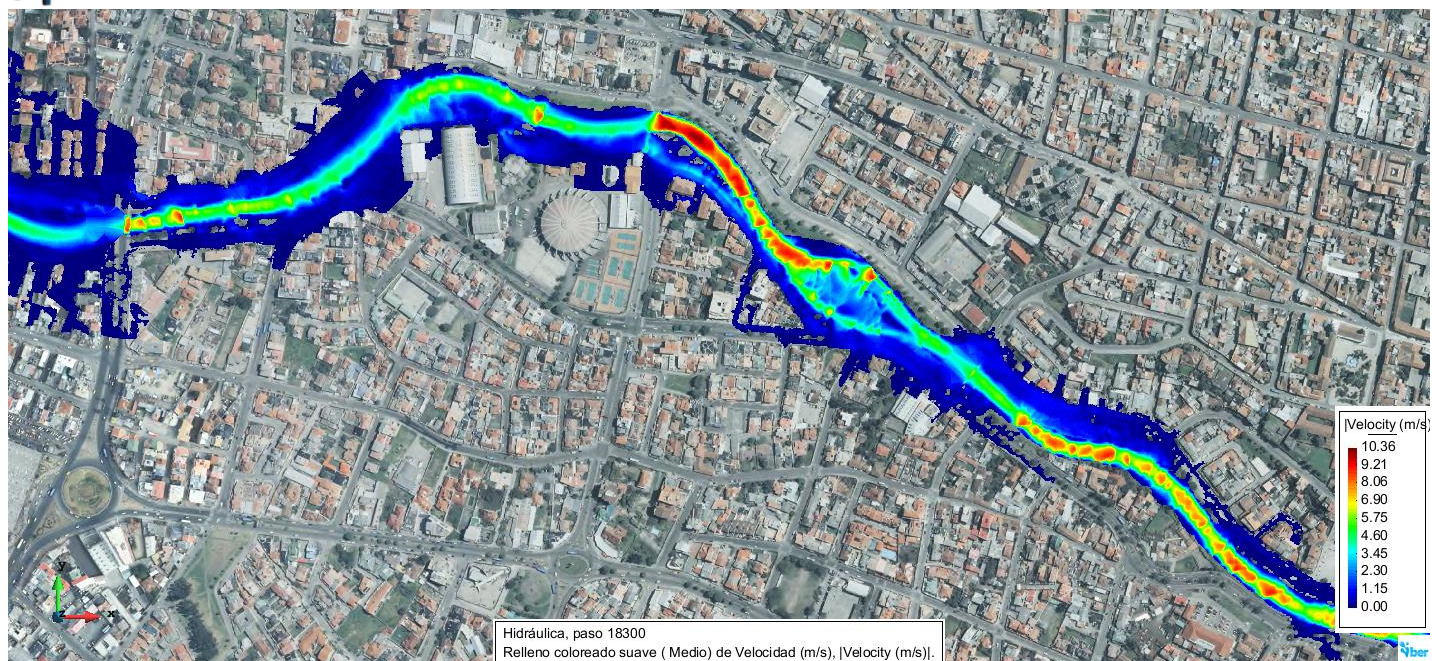 |Velocity (m/s)
10.36
9.21
8.06
6.90
5.75
4.60
3.45
2.30
1.15
0.00
y
x
Hidráulica, paso 18300
Relleno coloreado suave ( Medio) de Velocidad (m/s), |Velocity (m/s)|.
iber